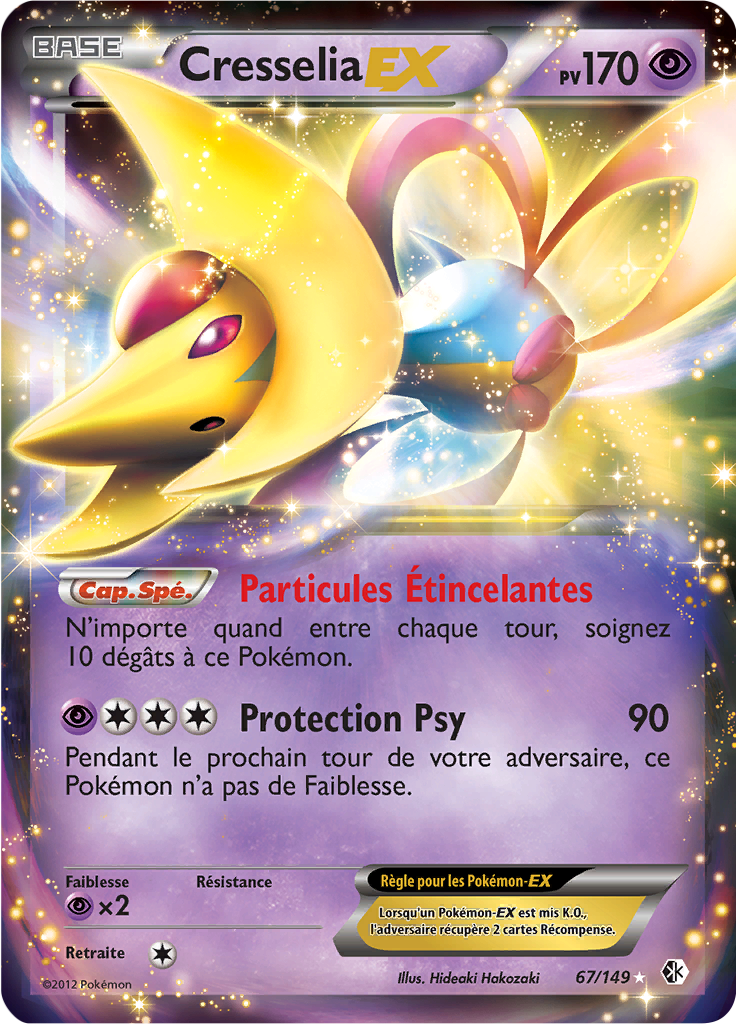 BASE
Cresselia EX
PV 170
Cap.Spé. Particules Étincelantes
N'importe quand entre chaque tour, soignez
10 dégâts à ce Pokémon.
Protection Psy 90
Pendant le prochain tour de votre adversaire, ce
Pokémon n'a pas de Faiblesse.
Faiblesse
×2
Résistance
Retraite
Règle pour les Pokémon-EX
Lorsqu'un Pokémon-EX est mis K.O.,
l'adversaire récupère 2 cartes Récompense.
©2012 Pokémon
Illus. Hideaki Hakozaki
67/149